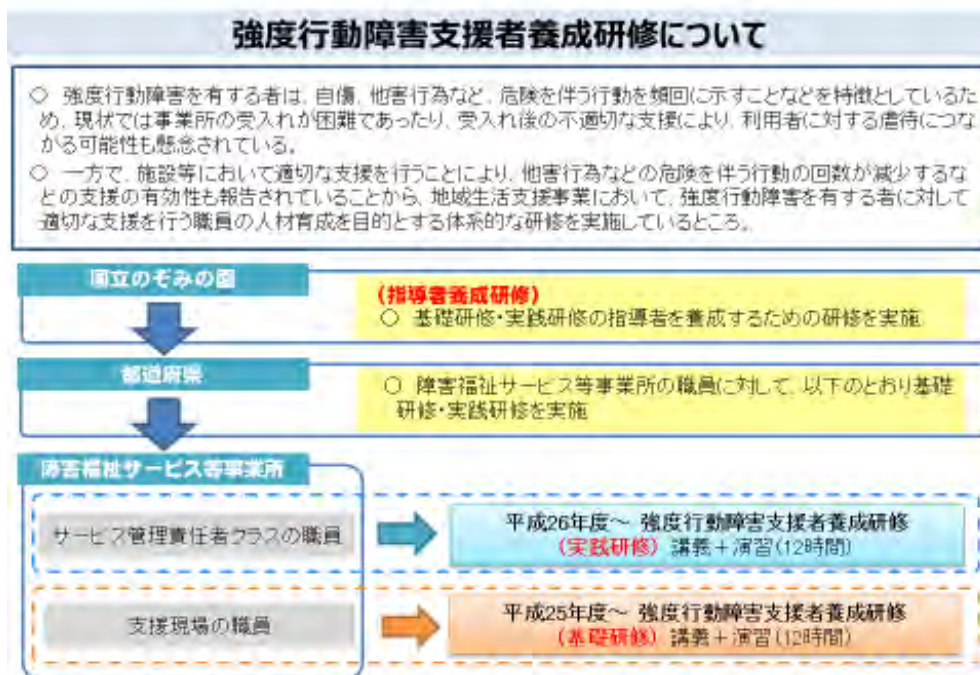 強度行動障害支援者養成研修について
○ 強度行動障害を有する者は、自傷、他害行為など、危険を伴う行動を頻回に示すことなどを特徴としているた
め、現状では事業所の受入れが困難であったり、受入れ後の不適切な支援により、利用者に対する虐待につな
がる可能性も懸念されている。
○ 一方で、施設等において適切な支援を行うことにより、他害行為などの危険を伴う行動の回数が減少するな
どの支援の有効性も報告されていることから、地域生活支援事業において、強度行動障害を有する者に対して
適切な支援を行う職員の人材育成を目的とする体系的な研修を実施しているところ。
国立のぞみの園
(指導者養成研修)
○ 基礎研修・実践研修の指導者を養成するための研修を実施
都道府県
○ 障害福祉サービス等事業所の職員に対して、以下のとおり基礎
研修・実践研修を実施
障害福祉サービス等事業所
サービス管理責任者クラスの職員
平成26年度～ 強度行動障害支援者養成研修
(実践研修) 講義＋演習(12時間)
支援現場の職員
平成25年度～ 強度行動障害支援者養成研修
(基礎研修) 講義＋演習(12時間)